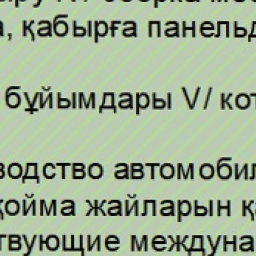 а, қабырға панельд
бұйымдары V/ кот
водство автомобил
қойма жайларын қ
твующие междуна